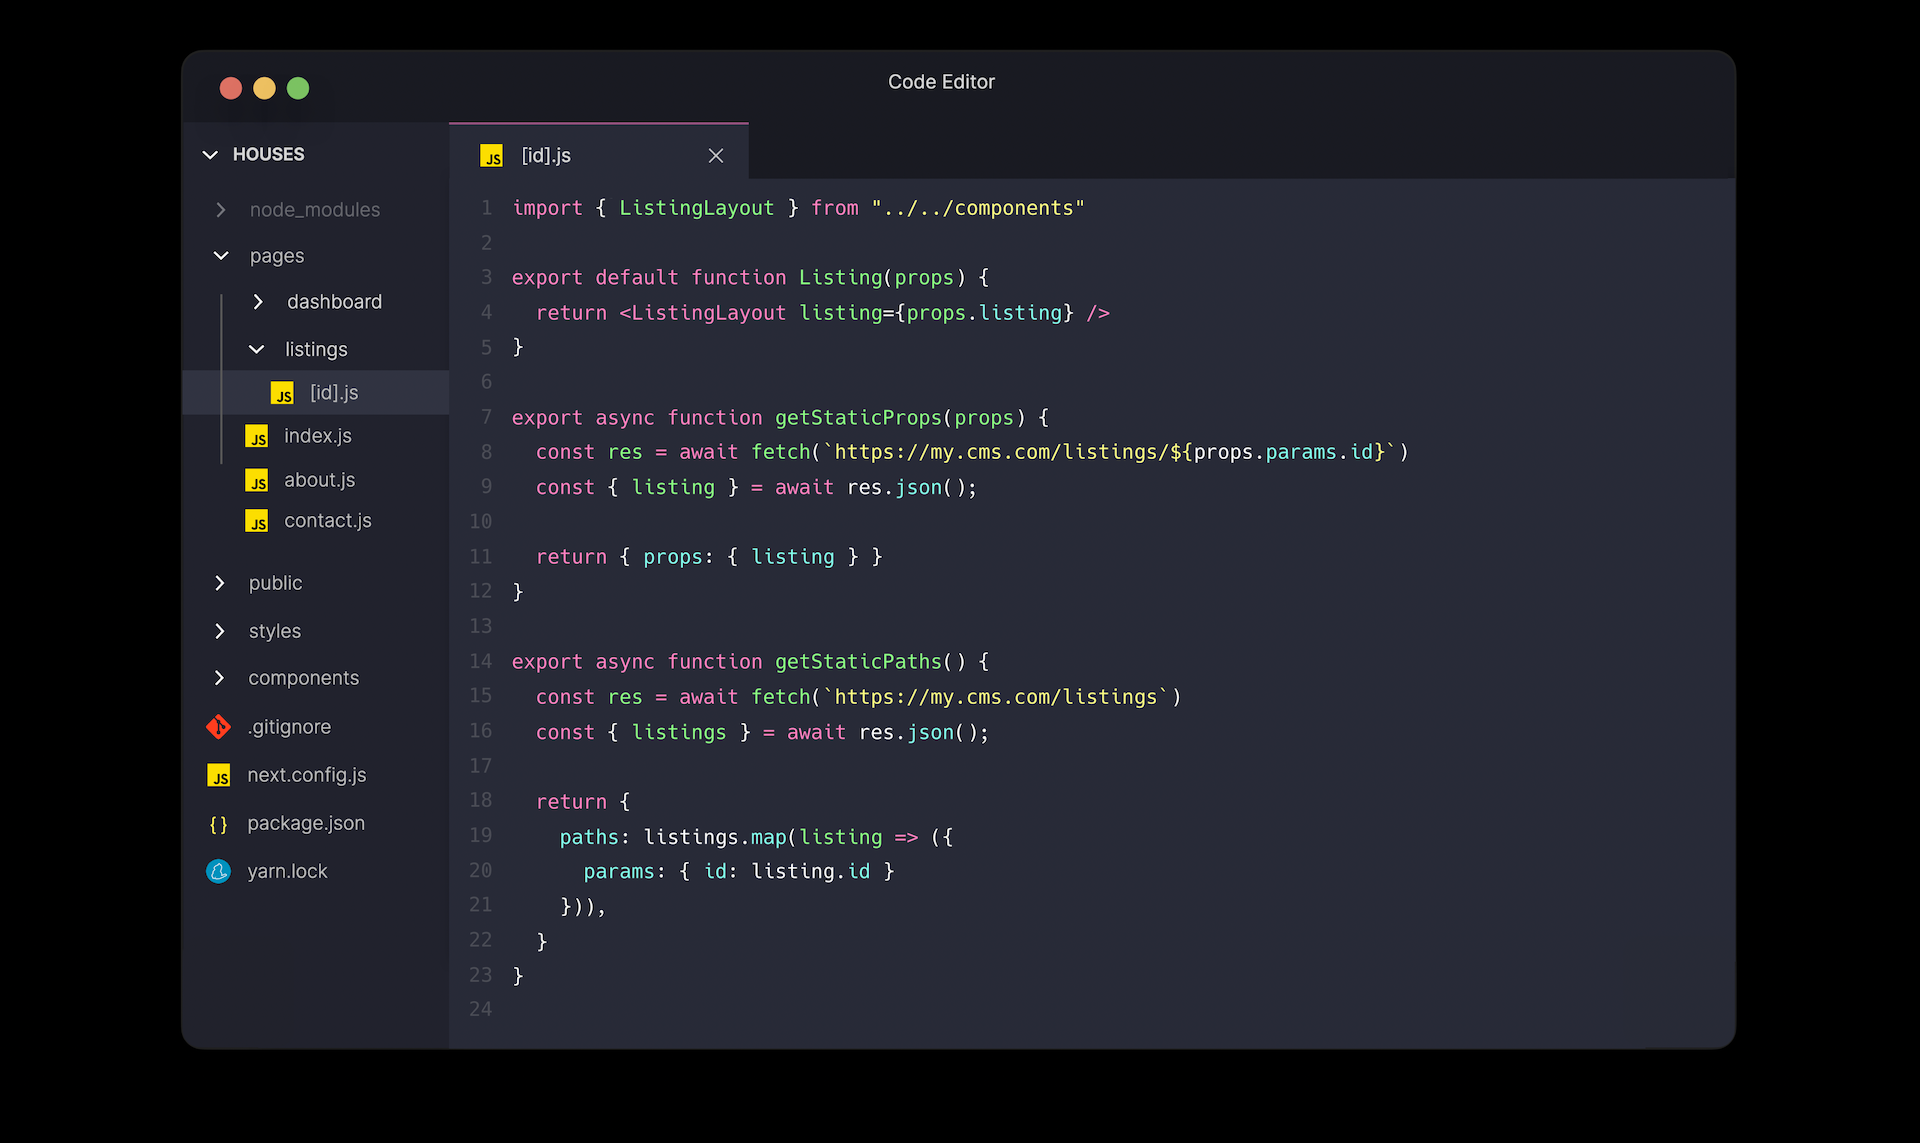 Code Editor
HOUSES
node_modules
pages
dashboard
listings
JS [id].js
JS index.js
JS about.js
JS contact.js
public
styles
components
.gitignore
JS next.config.js
{} package.json
yarn.lock
JS [id].js
1 import { ListingLayout } from "../../components"
2
3 export default function Listing(props) {
4   return <ListingLayout listing={props.listing} />
5 }
6
7 export async function getStaticProps(props) {
8   const res = await fetch(`https://my.cms.com/listings/${props.params.id}`)
9   const { listing } = await res.json();
10
11   return { props: { listing } }
12 }
13
14 export async function getStaticPaths() {
15   const res = await fetch(`https://my.cms.com/listings`)
16   const { listings } = await res.json();
17
18   return {
19     paths: listings.map(listing => ({
20       params: { id: listing.id }
21     })),
22   }
23 }
24